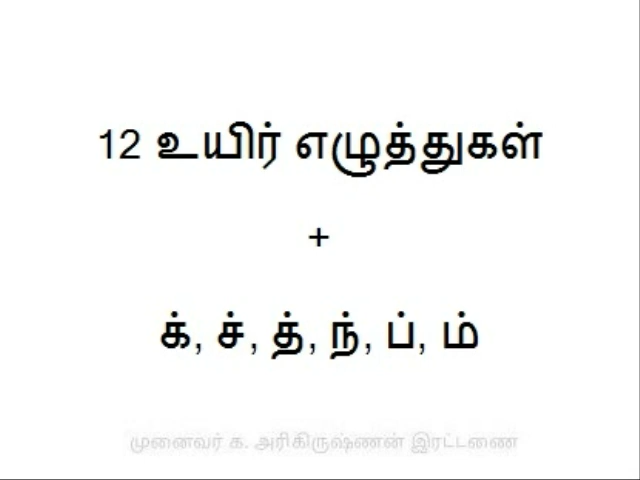 12 உயிர் எழுத்துகள்
+
க், ச், த், ந், ப், ம்
முனைவர் க. அரிகிருஷ்ணன் இரட்டணை